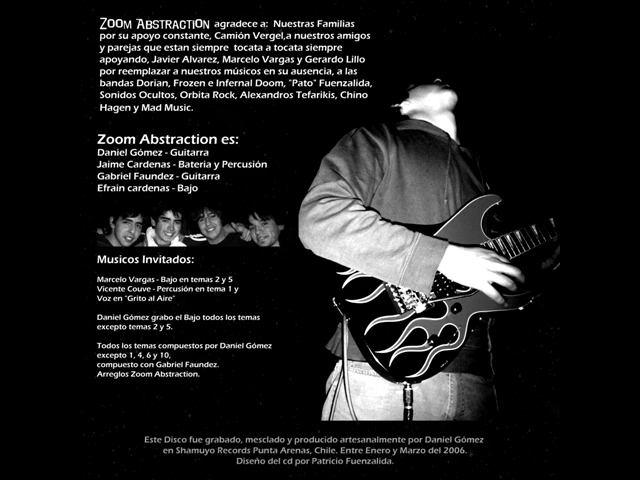 Zoom Abstraction agradece a: Nuestras Familias
por su apoyo constante, Camión Vergel,a nuestros amigos
y parejas que estan siempre tocata a tocata siempre
apoyando, Javier Alvarez, Marcelo Vargas y Gerardo Lillo
por reemplazar a nuestros músicos en su ausencia, a las
bandas Dorian, Frozen e Infernal Doom, "Pato" Fuenzalida,
Sonidos Ocultos, Orbita Rock, Alexandros Tefarikis, Chino
Hagen y Mad Music.
Zoom Abstraction es:
Daniel Gómez - Guitarra
Jaime Cardenas - Bateria y Percusión
Gabriel Faundez - Guitarra
Efrain cardenas - Bajo
Musicos Invitados:
Marcelo Vargas - Bajo en temas 2 y 5
Vicente Couve - Percusión en tema 1 y
Voz en "Grito al Aire"
Daniel Gómez grabo el Bajo todos los temas
excepto temas 2 y 5.
Todos los temas compuestos por Daniel Gómez
excepto 1, 4, 6 y 10,
compuesto con Gabriel Faundez.
Arreglos Zoom Abstraction.
Este Disco fue grabado, mesclado y producido artesanalmente por Daniel Gómez
en Shamuyo Records Punta Arenas, Chile. Entre Enero y Marzo del 2006.
Diseño del cd por Patricio Fuenzalida.